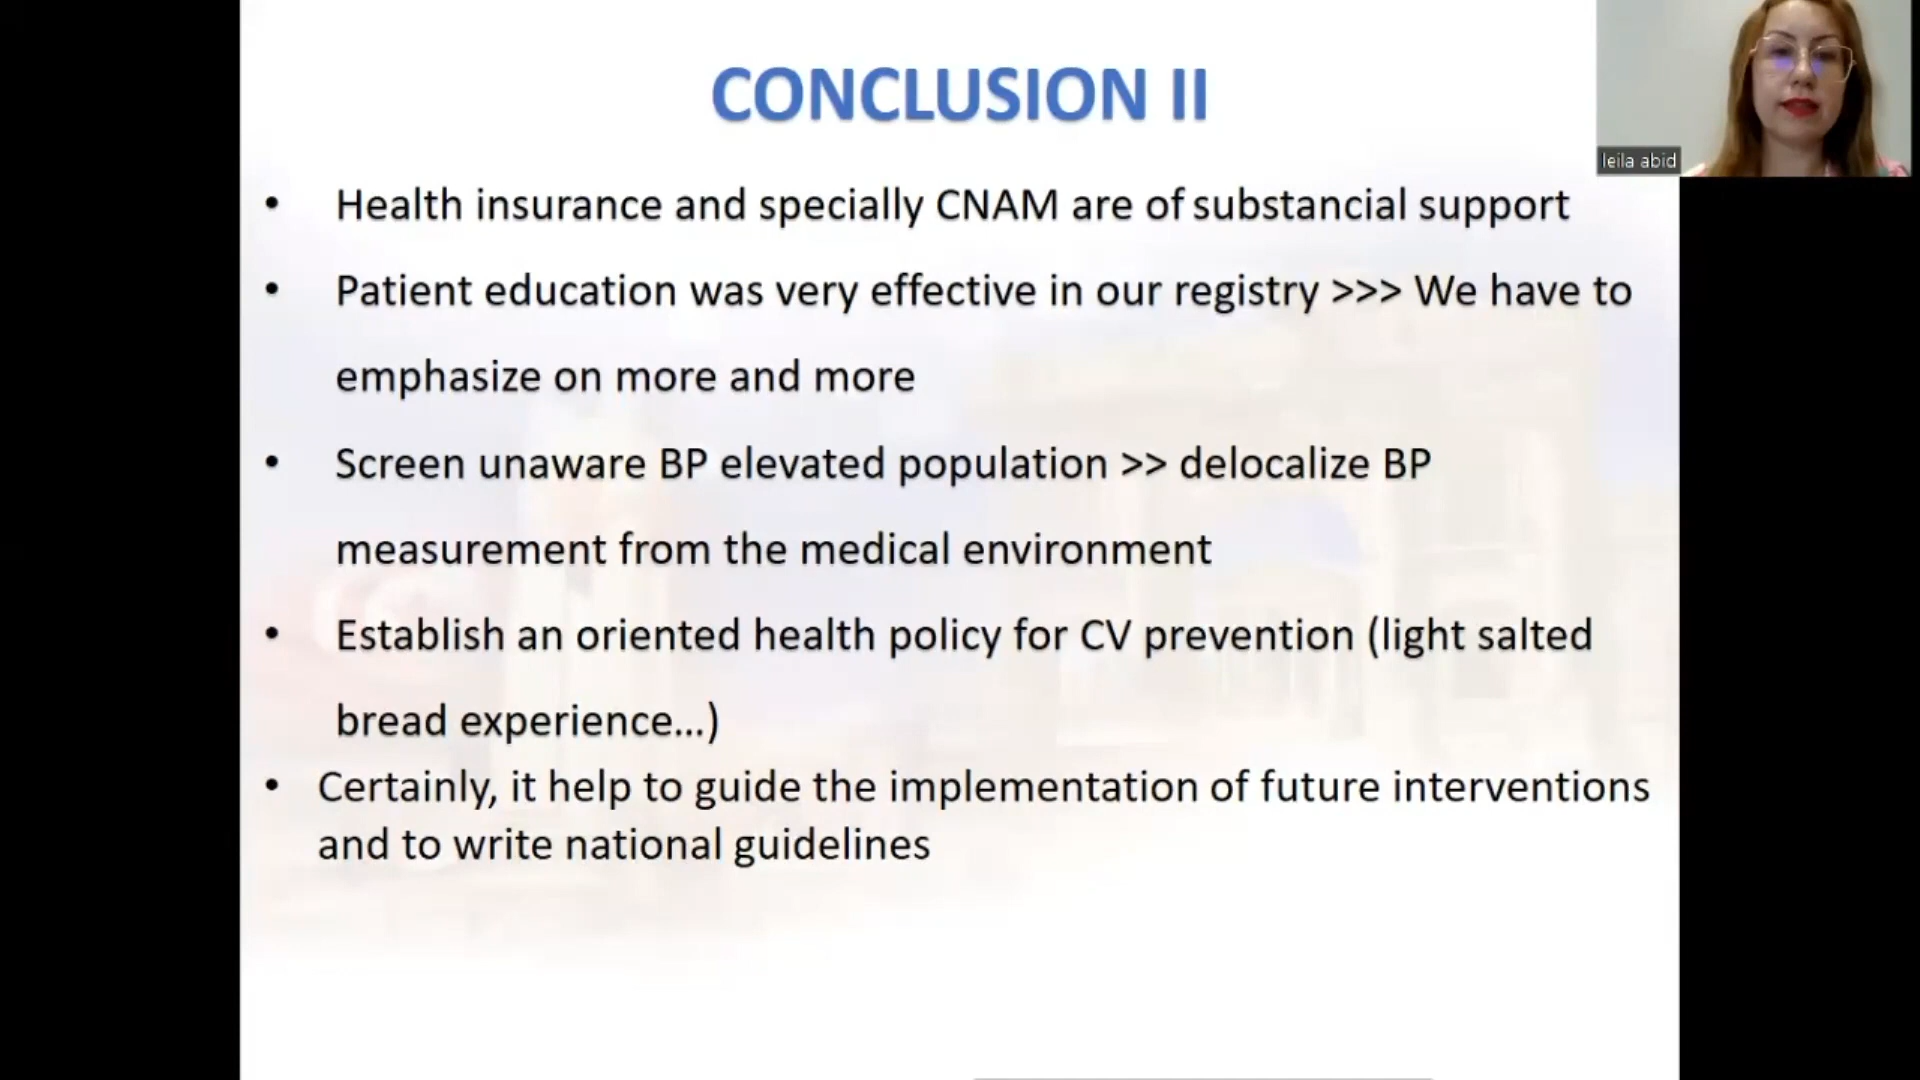 CONCLUSION II
leila abid
• Health insurance and specially CNAM are of substancial support
• Patient education was very effective in our registry >>> We have to
emphasize on more and more
• Screen unaware BP elevated population >> delocalize BP
measurement from the medical environment
• Establish an oriented health policy for CV prevention (light salted
bread experience...)
• Certainly, it help to guide the implementation of future interventions
and to write national guidelines